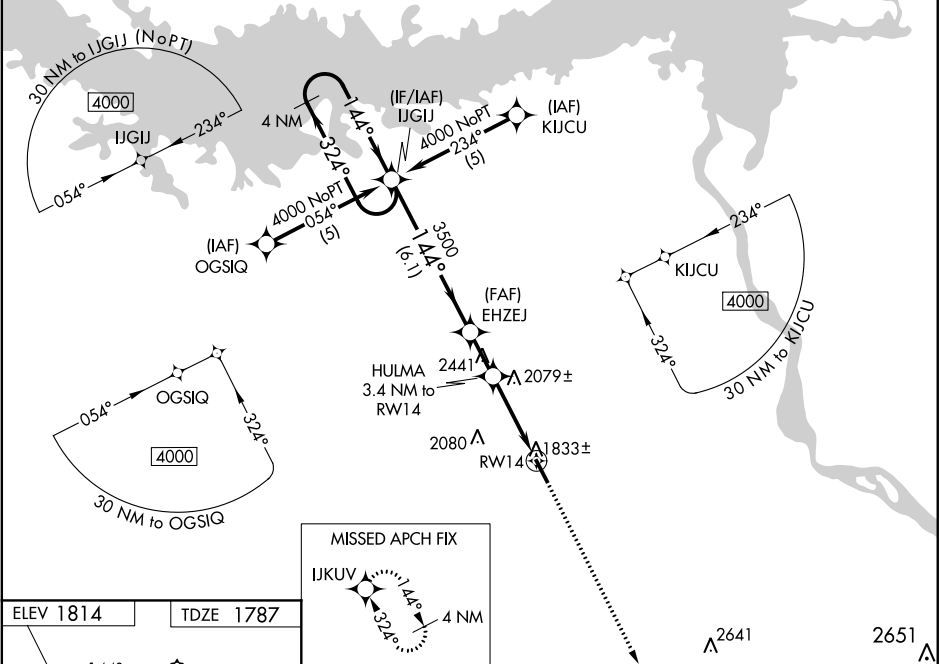 30 NM to IJGIJ (NoPT)
4000
IJGIJ
234°
054°
4 NM
144°
324°
(IF/IAF)
IJGIJ
(IAF)
KIJCU
4000 NoPT
234°
(5)
4000 NoPT
054°
(5)
(IAF)
OGSIQ
3500
144°
(6.1)
234°
KIJCU
4000
324°
30 NM to KIJCU
(FAF)
EHZEJ
HULMA
3.4 NM to
RW14
2441
2079±
2080
1833±
RW14
054°
OGSIQ
324°
4000
30 NM to OGSIQ
MISSED APCH FIX
IJKUV
144°
324°
4 NM
2641
2651
ELEV 1814
TDZE 1787